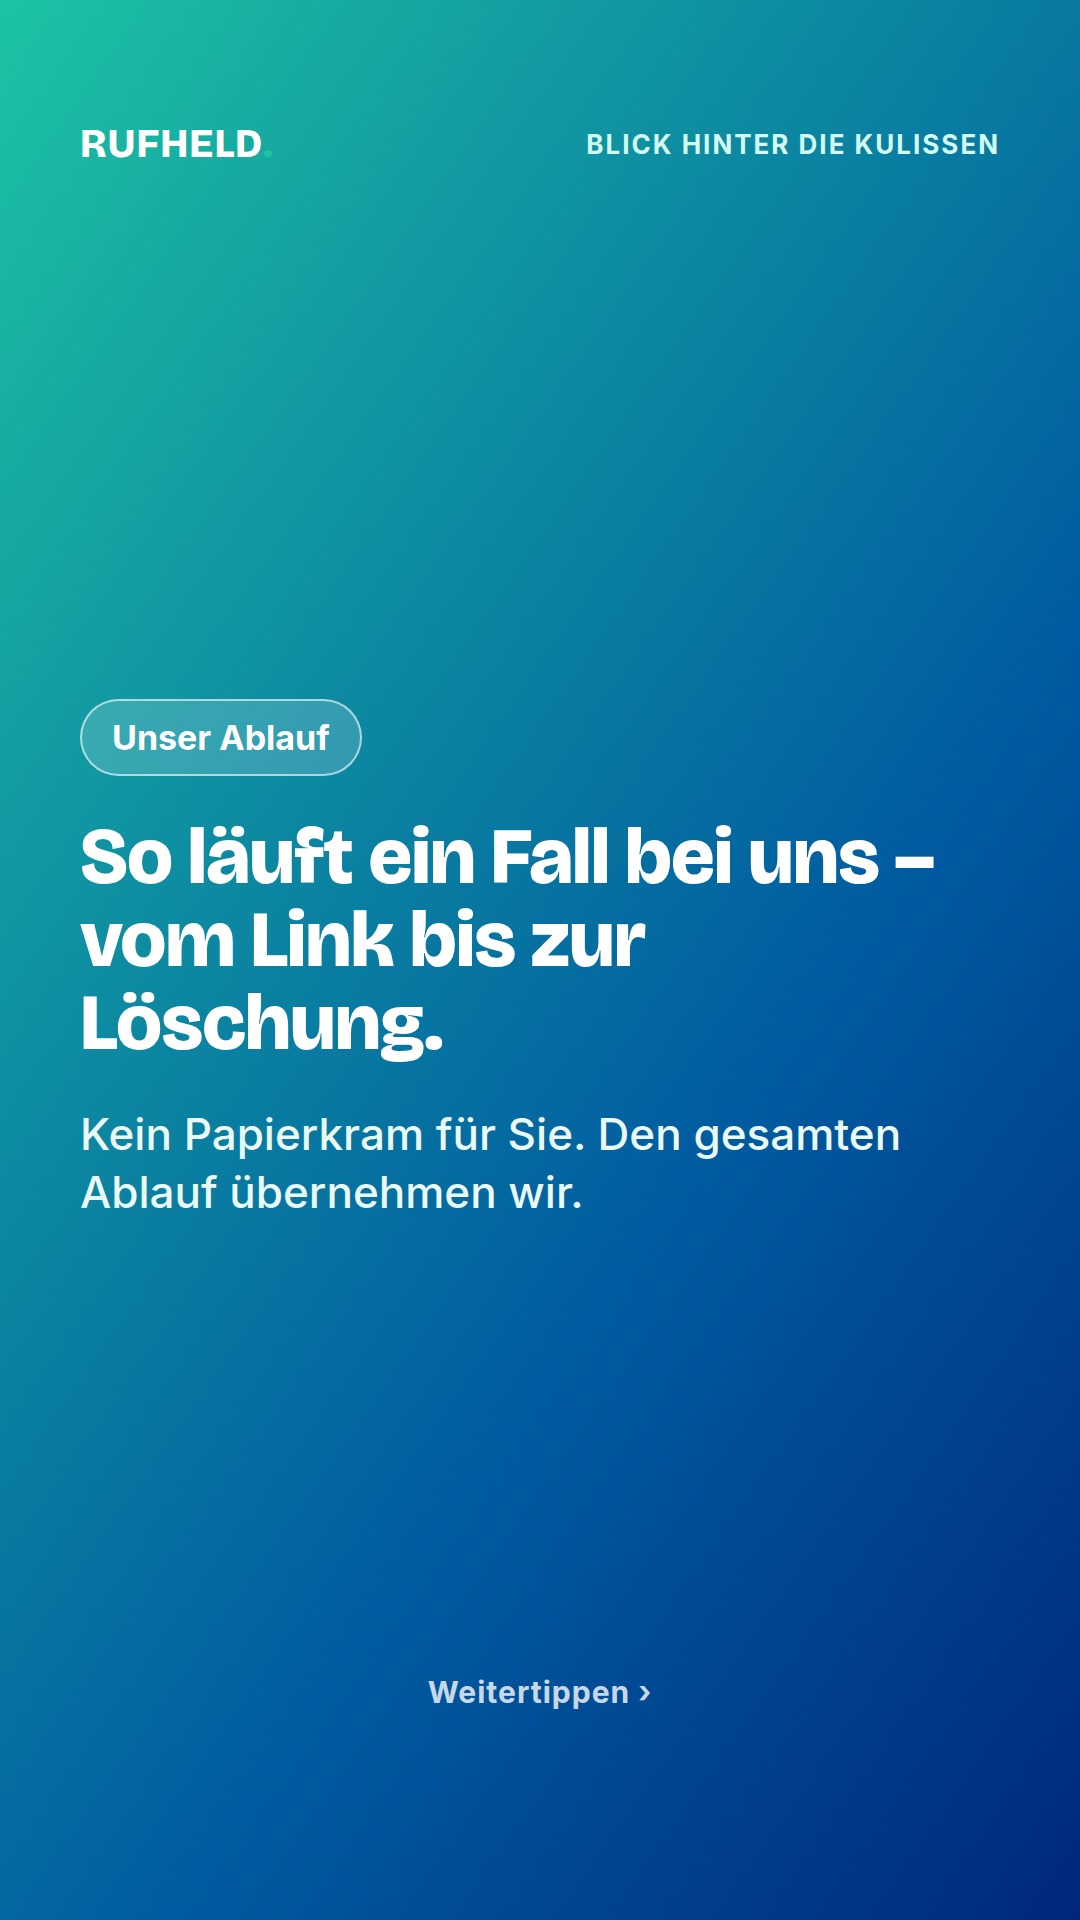 RUFHELD.
BLICK HINTER DIE KULISSEN
Unser Ablauf
So läuft ein Fall bei uns –
vom Link bis zur
Löschung.
Kein Papierkram für Sie. Den gesamten
Ablauf übernehmen wir.
Weitertippen ›